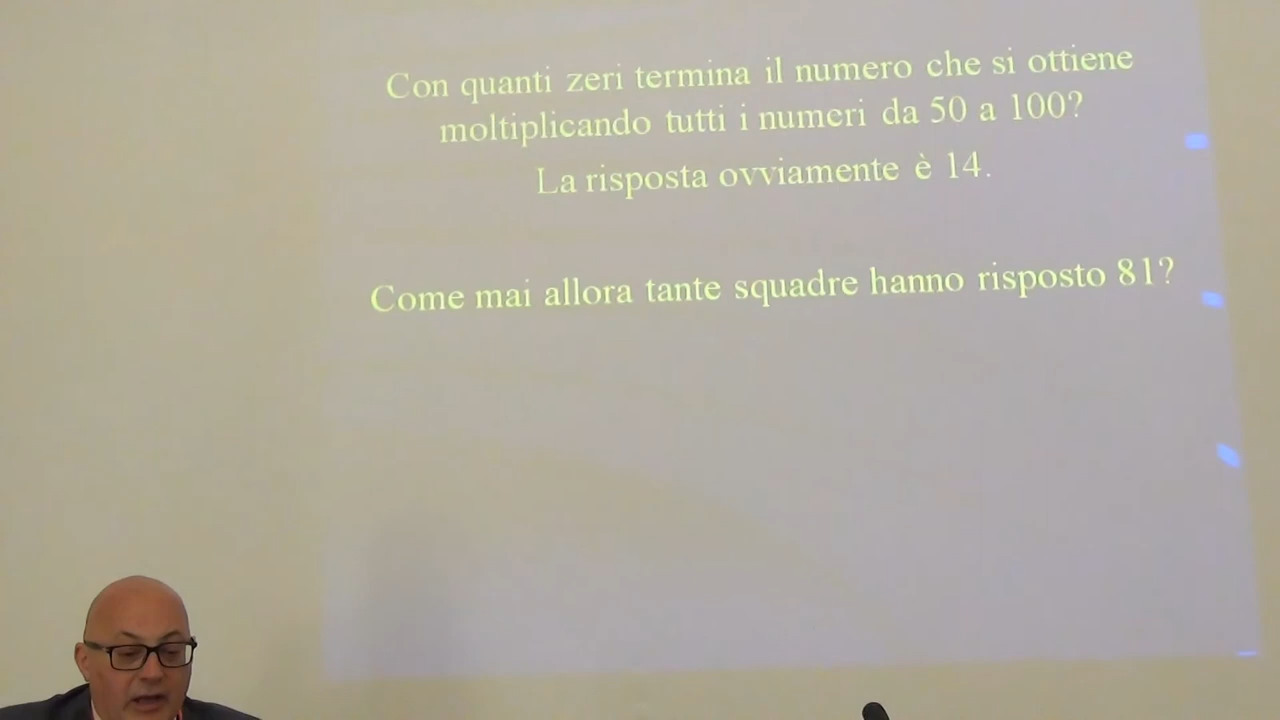 Con quanti zeri termina il numero che si ottiene
moltiplicando tutti i numeri da 50 a 100?
La risposta ovviamente è 14.
Come mai allora tante squadre hanno risposto 81?